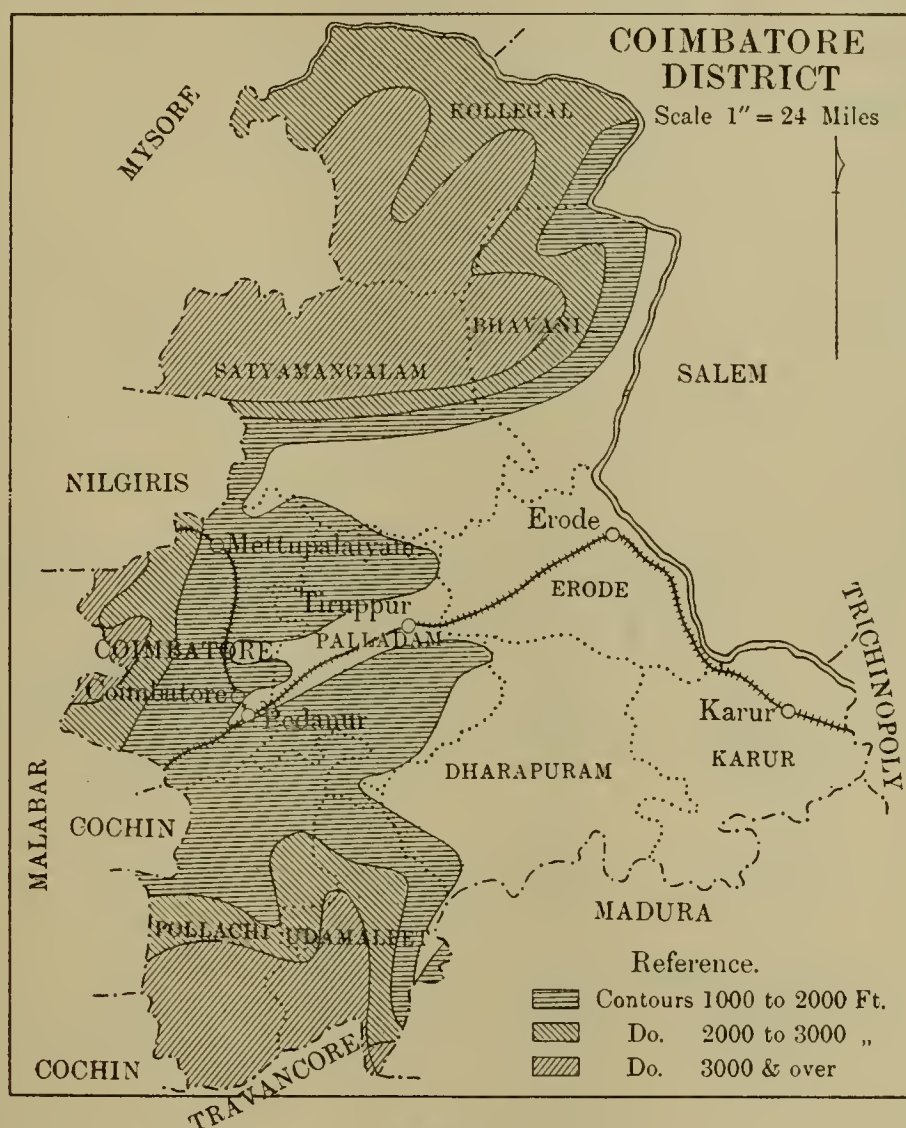 COIMBATORE
DISTRICT
Scale 1" = 24 Miles
MYSORE
KOLLEGAL
BHAVANI
SATYAMANGALAM
SALEM
NILGIRIS
Erode
Mettupalaiyam
ERODE
Tiruppur
PALLADAM
TRICHINOPOLY
COIMBATORE
Coimbatore
Podanur
Karur
KARUR
DHARAPURAM
MALABAR
COCHIN
MADURA
POLLACHI
UDAMALPET
COCHIN
TRAVANCORE
Reference.
Contours 1000 to 2000 Ft.
Do. 2000 to 3000 „
Do. 3000 & over